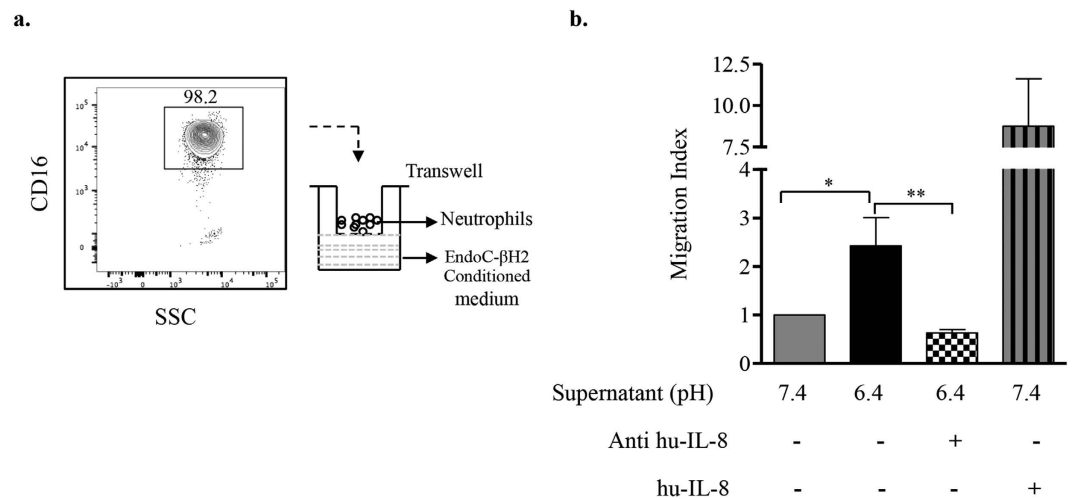 a.
98.2
10⁵
10⁴
10³
0
CD16
-10³ 0 10³ 10⁴ 10⁵
SSC
Transwell
Neutrophils
EndoC-βH2
Conditioned
medium
b.
12.5
10.0
7.5
4
3
2
1
0
Migration Index
*
**
Supernatant (pH) 7.4 6.4 6.4 7.4
Anti hu-IL-8 - - + -
hu-IL-8 - - - +